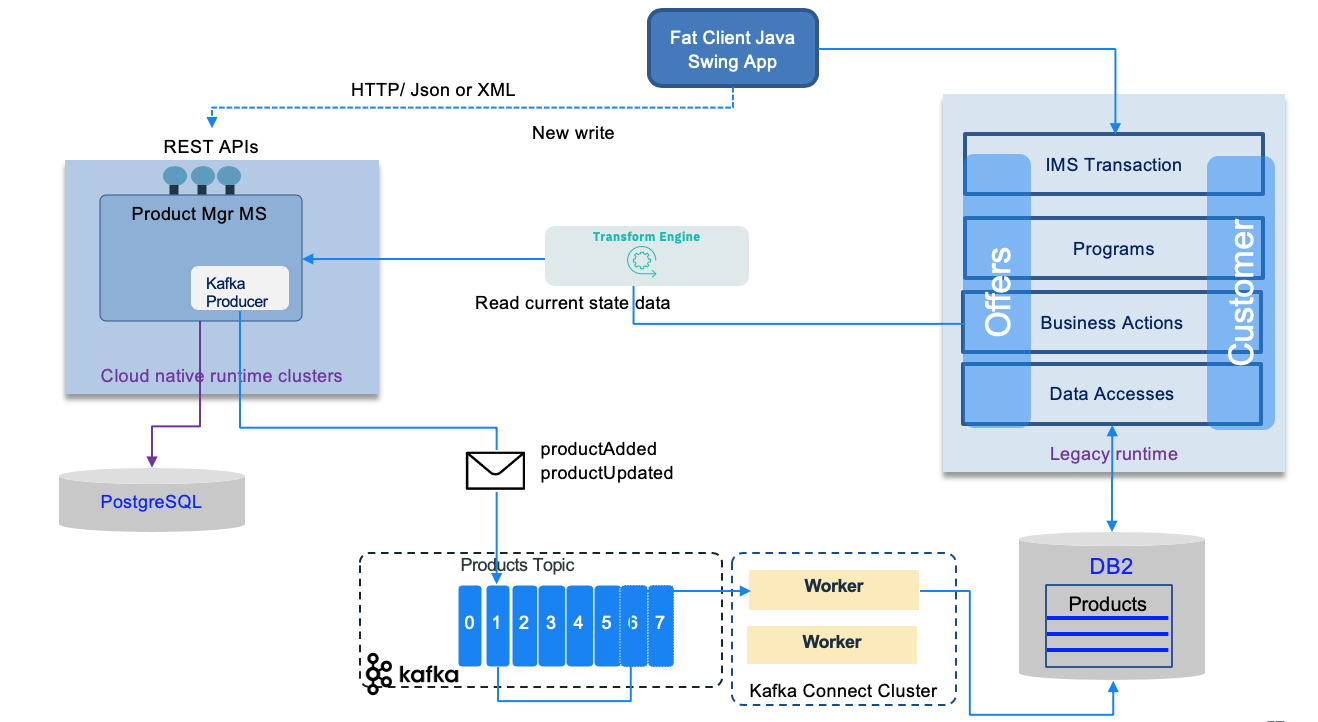 Fat Client Java
Swing App
HTTP/ Json or XML
New write
REST APIs
Product Mgr MS
Kafka
Producer
Cloud native runtime clusters
PostgreSQL
Transform Engine
Read current state data
IMS Transaction
Programs
Business Actions
Data Accesses
Offers
Customer
Legacy runtime
productAdded
productUpdated
Products Topic
0 1 2 3 4 5 6 7
kafka
Worker
Worker
Kafka Connect Cluster
DB2
Products